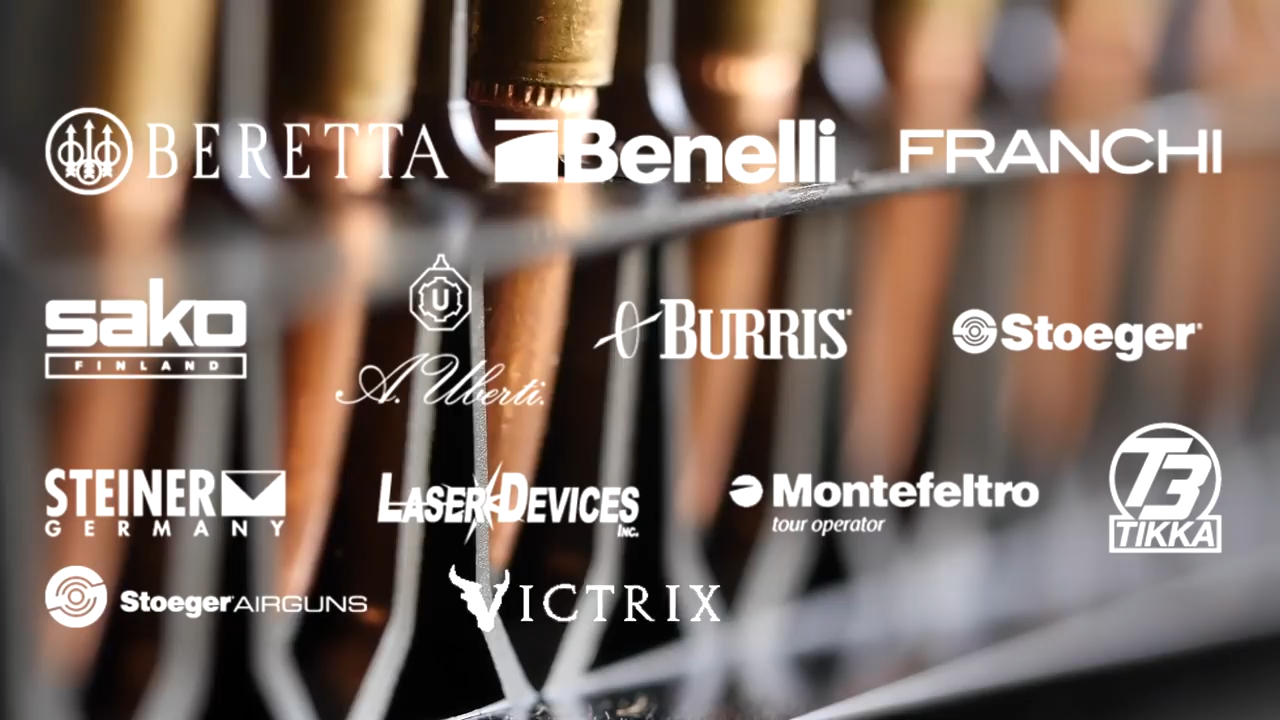 BERETTA
Benelli
FRANCHI
sako
FINLAND
U
A. Uberti.
BURRIS®
Stoeger®
STEINER
GERMANY
LASER DEVICES
INC.
Montefeltro
tour operator
T3
TIKKA
Stoeger® AIRGUNS
VICTRIX